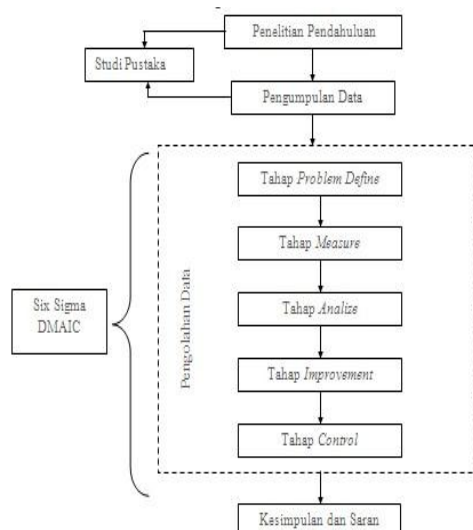 Penelitian Pendahuluan
Studi Pustaka
Pengumpulan Data
Tahap Problem Define
Tahap Measure
Six Sigma
DMAIC
Pengolahan Data
Tahap Analize
Tahap Improvement
Tahap Control
Kesimpulan dan Saran